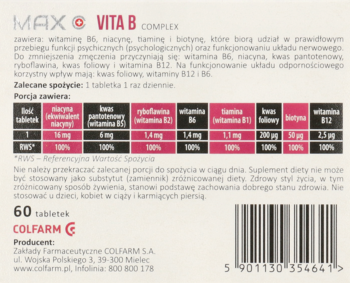 MAX + VITA B COMPLEX
zawiera: witaminę B6, niacynę, tiaminę i biotynę, które biorą udział w prawidłowym
przebiegu funkcji psychicznych (psychologicznych) oraz funkcjonowaniu układu nerwowego.
Do zmniejszenia zmęczenia przyczyniają się: witamina B6, niacyna, kwas pantotenowy,
ryboflawina, kwas foliowy i witamina B12. Na funkcjonowanie układu odpornościowego
korzystny wpływ mają: kwas foliowy, witaminy B12 i B6.
Zalecane spożycie: 1 tabletka 1 raz dziennie.
Porcja zawiera:
Ilość tabletek niacyna (ekwiwalent niacyny) kwas pantotenowy (witamina B5) ryboflawina (witamina B2) witamina B6 tiamina (witamina B1) kwas foliowy biotyna witamina B12
1 16 mg 6 mg 1,4 mg 1,4 mg 1,1 mg 200 µg 50 µg 2,5 µg
RWS* 100% 100% 100% 100% 100% 100% 100% 100%
*RWS – Referencyjna Wartość Spożycia
Nie należy przekraczać zalecanej porcji do spożycia w ciągu dnia. Suplement diety nie może
być stosowany jako substytut (zamiennik) zróżnicowanej diety. Zdrowy styl życia, w tym
zróżnicowany sposób żywienia, stanowi podstawę zachowania dobrego stanu zdrowia. Nie
stosować u dzieci, kobiet w ciąży i karmiących piersią.
60 tabletek
COLFARM
Producent:
Zakłady Farmaceutyczne COLFARM S.A.
ul. Wojska Polskiego 3, 39-300 Mielec
www.colfarm.pl, Infolinia: 800 800 178
5 901130 354641 >